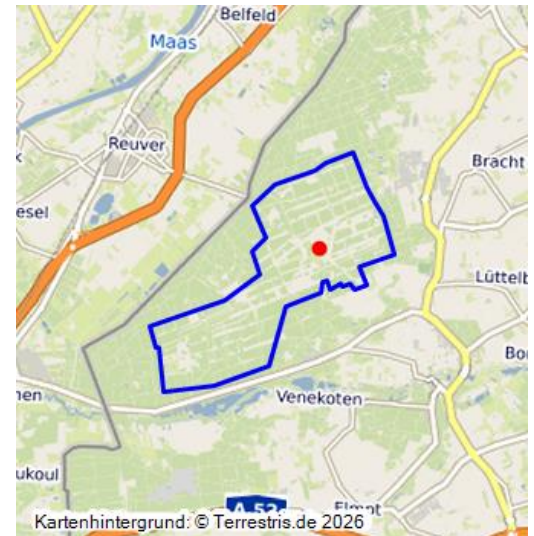 Belfeld
Maas
Reuver
Bracht
esel
Lüttelb
Bo
nen
Venekoten
ukoul
A 52
Elmpt
Kartenhintergrund: © Terrestris.de 2026